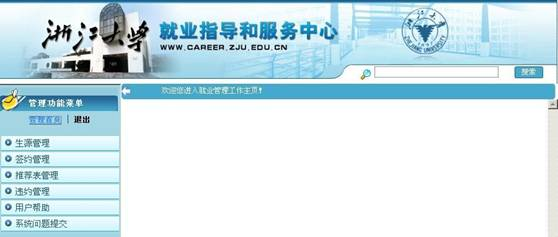 浙江大学
就业指导和服务中心
WWW.CAREER.ZJU.EDU.CN
搜索
管理功能菜单
欢迎您进入就业管理工作主页!
管理首页 | 退出
生源管理
签约管理
推荐表管理
违约管理
用户帮助
系统问题提交